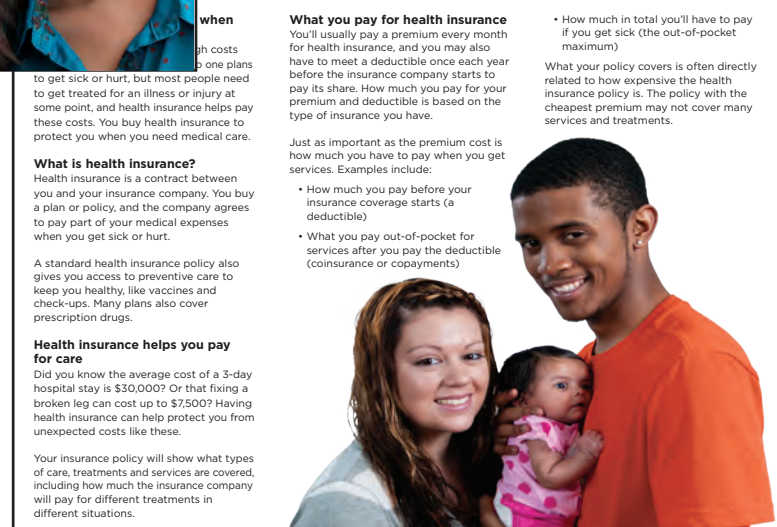 when
gh costs
one plans
to get sick or hurt, but most people need
to get treated for an illness or injury at
some point, and health insurance helps pay
these costs. You buy health insurance to
protect you when you need medical care.
What is health insurance?
Health insurance is a contract between
you and your insurance company. You buy
a plan or policy, and the company agrees
to pay part of your medical expenses
when you get sick or hurt.
A standard health insurance policy also
gives you access to preventive care to
keep you healthy, like vaccines and
check-ups. Many plans also cover
prescription drugs.
Health insurance helps you pay
for care
Did you know the average cost of a 3-day
hospital stay is $30,000? Or that fixing a
broken leg can cost up to $7,500? Having
health insurance can help protect you from
unexpected costs like these.
Your insurance policy will show what types
of care, treatments and services are covered,
including how much the insurance company
will pay for different treatments in
different situations.
What you pay for health insurance
You'll usually pay a premium every month
for health insurance, and you may also
have to meet a deductible once each year
before the insurance company starts to
pay its share. How much you pay for your
premium and deductible is based on the
type of insurance you have.
Just as important as the premium cost is
how much you have to pay when you get
services. Examples include:
• How much you pay before your
insurance coverage starts (a
deductible)
• What you pay out-of-pocket for
services after you pay the deductible
(coinsurance or copayments)
• How much in total you'll have to pay
if you get sick (the out-of-pocket
maximum)
What your policy covers is often directly
related to how expensive the health
insurance policy is. The policy with the
cheapest premium may not cover many
services and treatments.